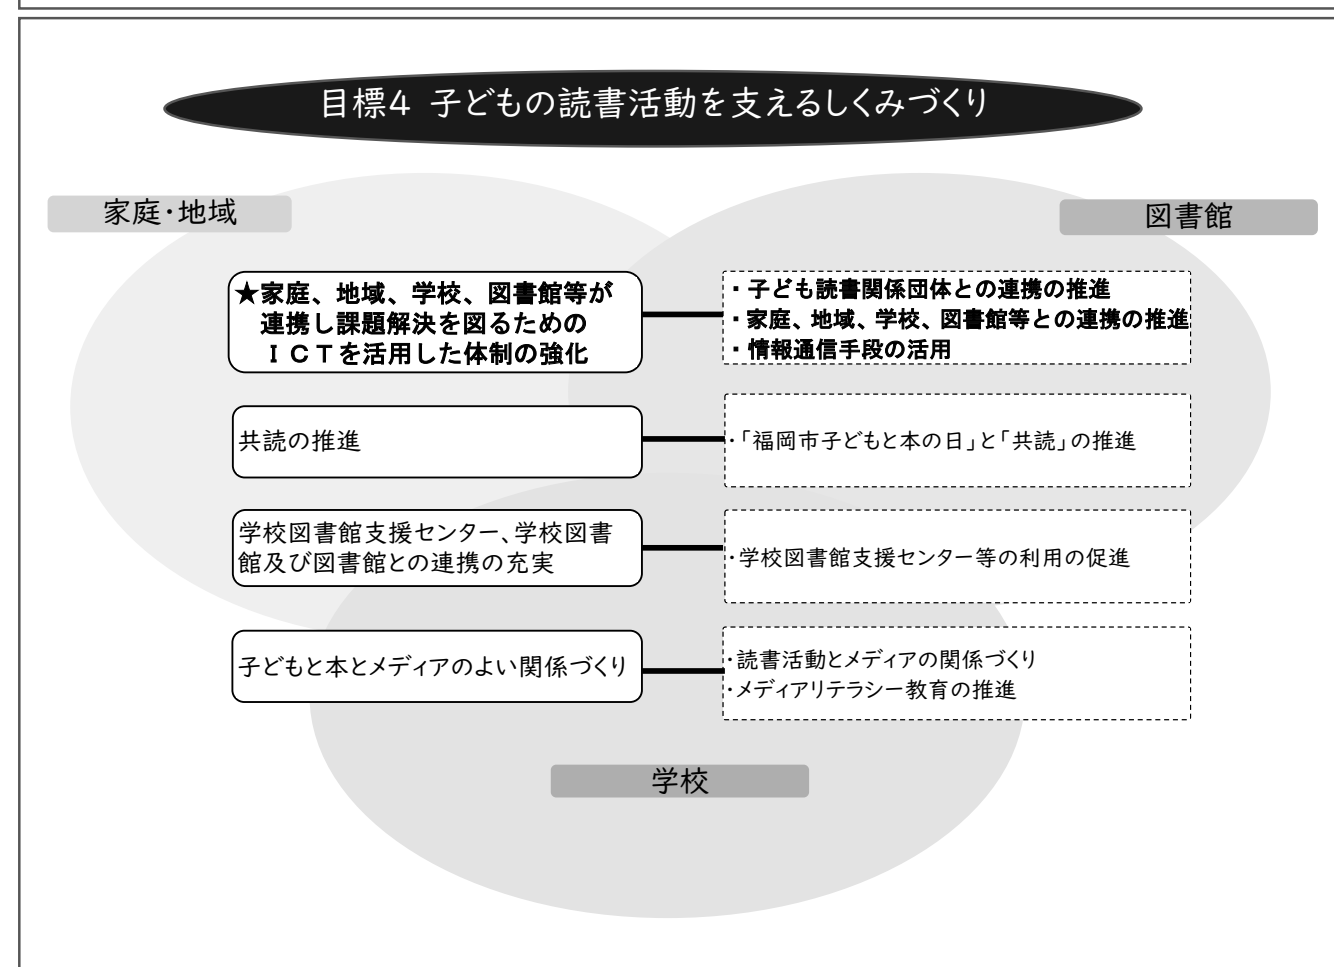 目標4 子どもの読書活動を支えるしくみづくり
家庭・地域
図書館
★家庭、地域、学校、図書館等が
連携し課題解決を図るための
ＩＣＴを活用した体制の強化
・子ども読書関係団体との連携の推進
・家庭、地域、学校、図書館等との連携の推進
・情報通信手段の活用
共読の推進
・「福岡市子どもと本の日」と「共読」の推進
学校図書館支援センター、学校図書
館及び図書館との連携の充実
・学校図書館支援センター等の利用の促進
子どもと本とメディアのよい関係づくり
・読書活動とメディアの関係づくり
・メディアリテラシー教育の推進
学校